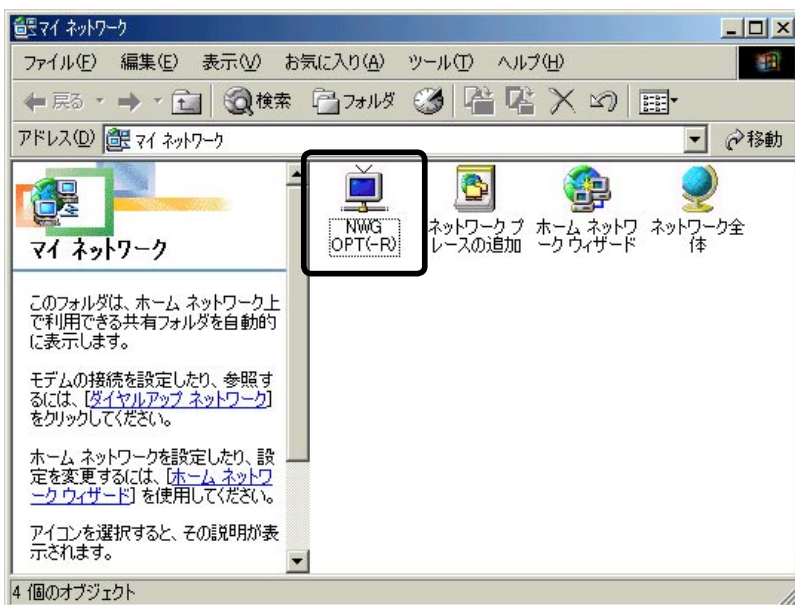 マイ ネットワーク
ファイル(F) 編集(E) 表示(V) お気に入り(A) ツール(T) ヘルプ(H)
戻る 検索 フォルダ
アドレス(D) マイ ネットワーク 移動
マイ ネットワーク
このフォルダは、ホーム ネットワーク上
で利用できる共有フォルダを自動的
に表示します。
モデムの接続を設定したり、参照す
るには、[ダイヤルアップ ネットワーク]
をクリックしてください。
ホーム ネットワークを設定したり、設
定を変更するには、[ホーム ネットワ
ーク ウィザード] を使用してください。
アイコンを選択すると、その説明が表
示されます。
NWG
OPT(-R)
ネットワーク プ
レースの追加
ホーム ネットワ
ーク ウィザード
ネットワーク全
体
4 個のオブジェクト